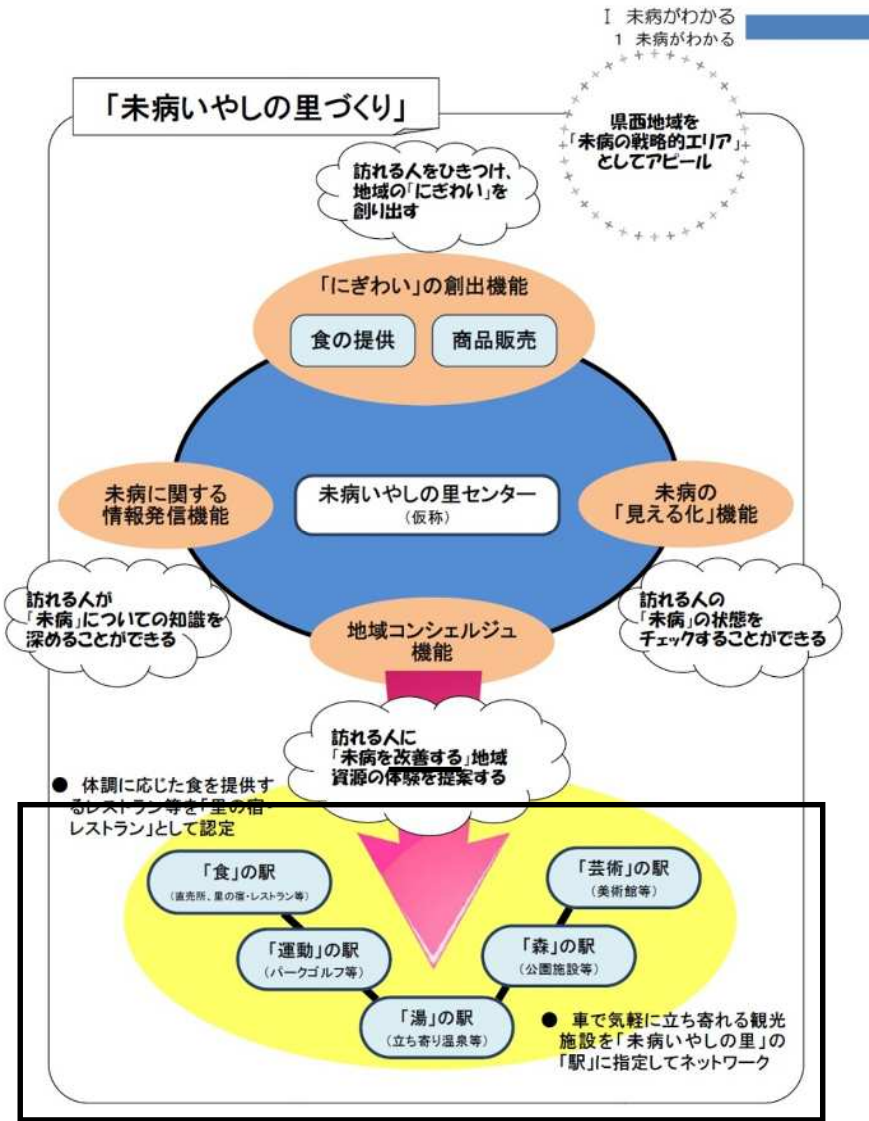 Ⅰ 未病がわかる
1 未病がわかる
「未病いやしの里づくり」
県西地域を
「未病の戦略的エリア」
としてアピール
訪れる人をひきつけ、
地域の「にぎわい」を
創り出す
「にぎわい」の創出機能
食の提供
商品販売
未病に関する
情報発信機能
未病いやしの里センター
(仮称)
未病の
「見える化」機能
訪れる人が
「未病」についての知識を
深めることができる
地域コンシェルジュ
機能
訪れる人の
「未病」の状態を
チェックすることができる
訪れる人に
「未病を改善する」地域
資源の体験を提案する
● 体調に応じた食を提供す
るレストラン等を「里の宿・
レストラン」として認定
「食」の駅
(直売所、里の宿・レストラン等)
「芸術」の駅
(美術館等)
「運動」の駅
(パークゴルフ等)
「森」の駅
(公園施設等)
「湯」の駅
(立ち寄り温泉等)
● 車で気軽に立ち寄れる観光
施設を「未病いやしの里」の
「駅」に指定してネットワーク